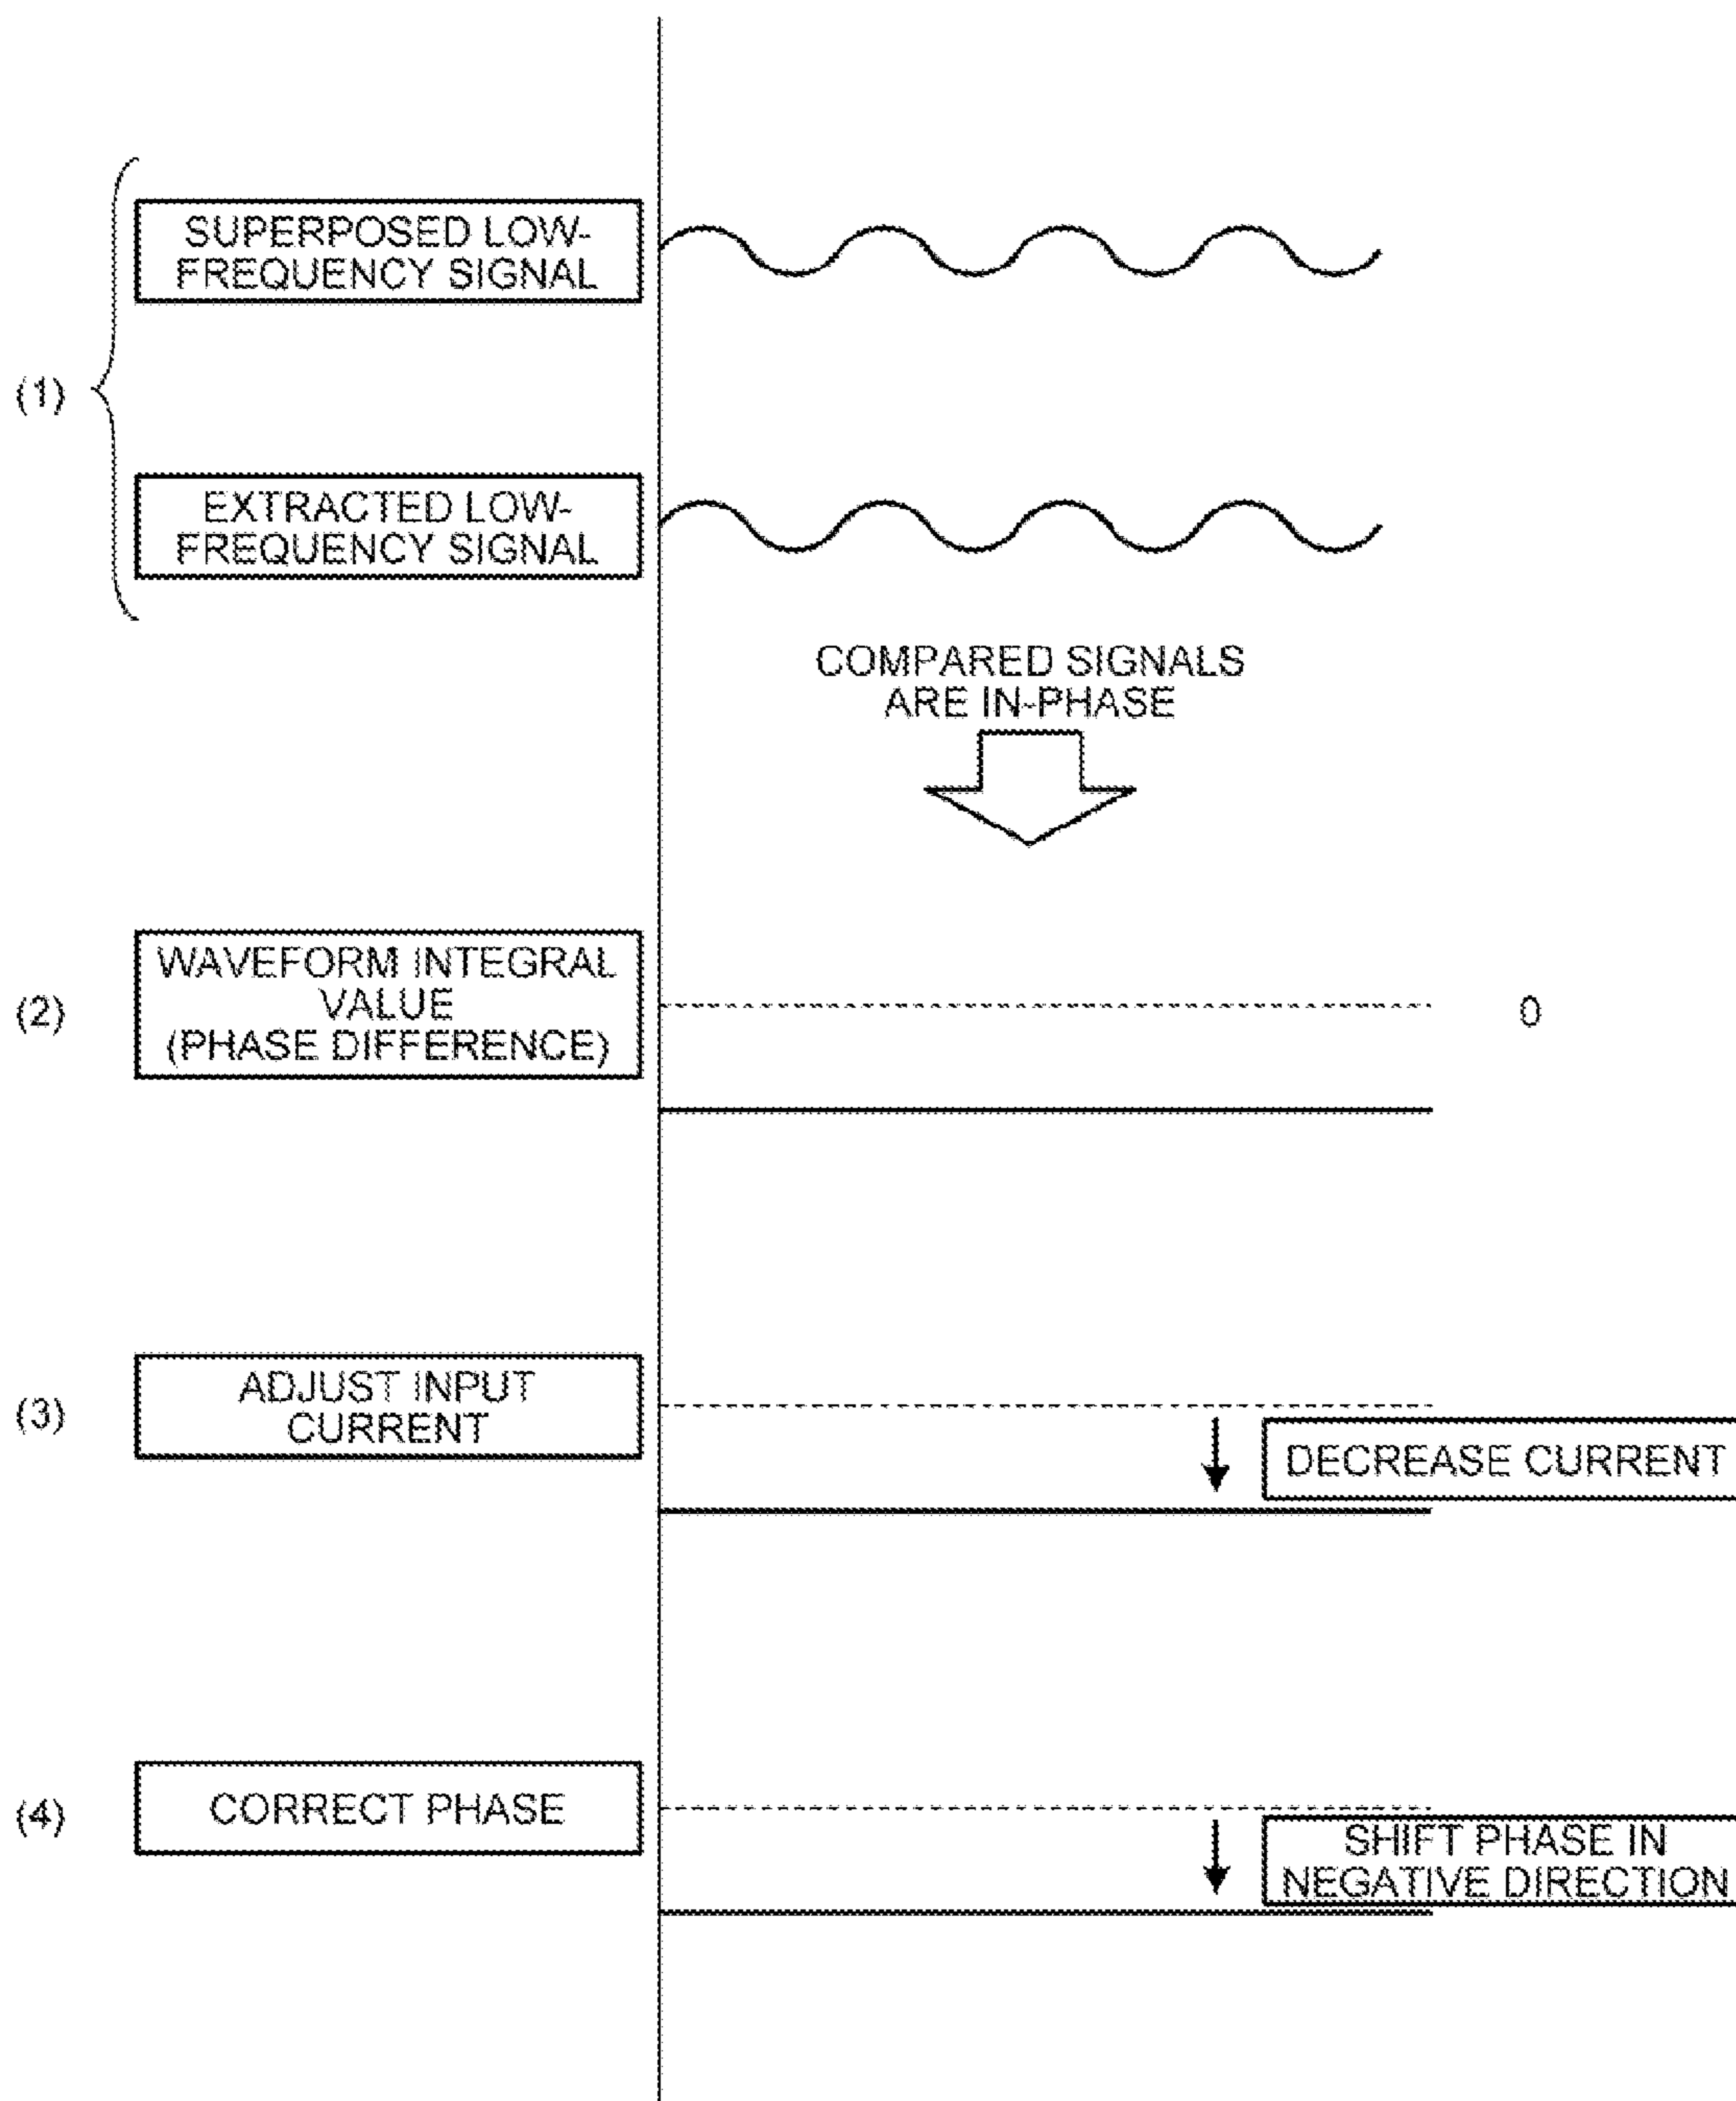 SUPERPOSED LOW-
FREQUENCY SIGNAL
(1)
EXTRACTED LOW-
FREQUENCY SIGNAL
COMPARED SIGNALS
ARE IN-PHASE
(2)
WAVEFORM INTEGRAL
VALUE
(PHASE DIFFERENCE)
0
(3)
ADJUST INPUT
CURRENT
DECREASE CURRENT
(4)
CORRECT PHASE
SHIFT PHASE IN
NEGATIVE DIRECTION